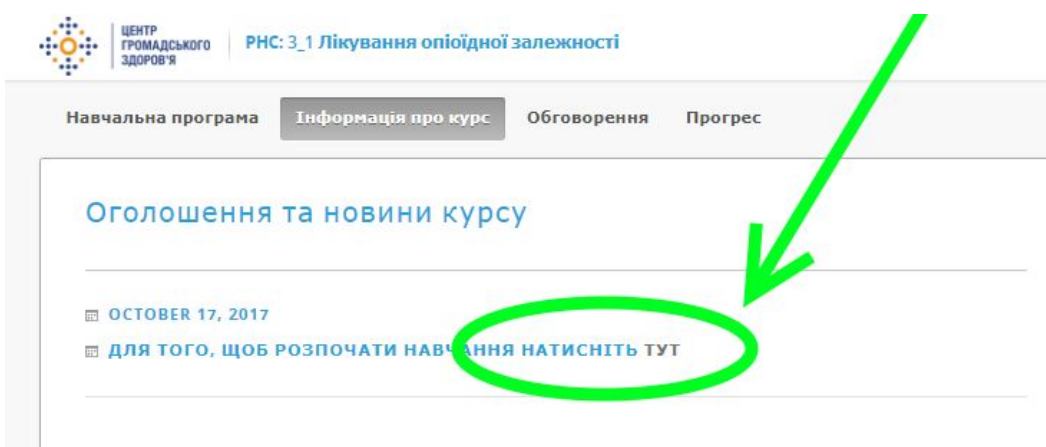 ЦЕНТР
ГРОМАДСЬКОГО
ЗДОРОВ'Я
PHC: 3_1 Лікування опіоїдної залежності
Навчальна програма Інформація про курс Обговорення Прогрес
Оголошення та новини курсу
OCTOBER 17, 2017
ДЛЯ ТОГО, ЩОБ РОЗПОЧАТИ НАВЧАННЯ НАТИСНІТЬ ТУТ